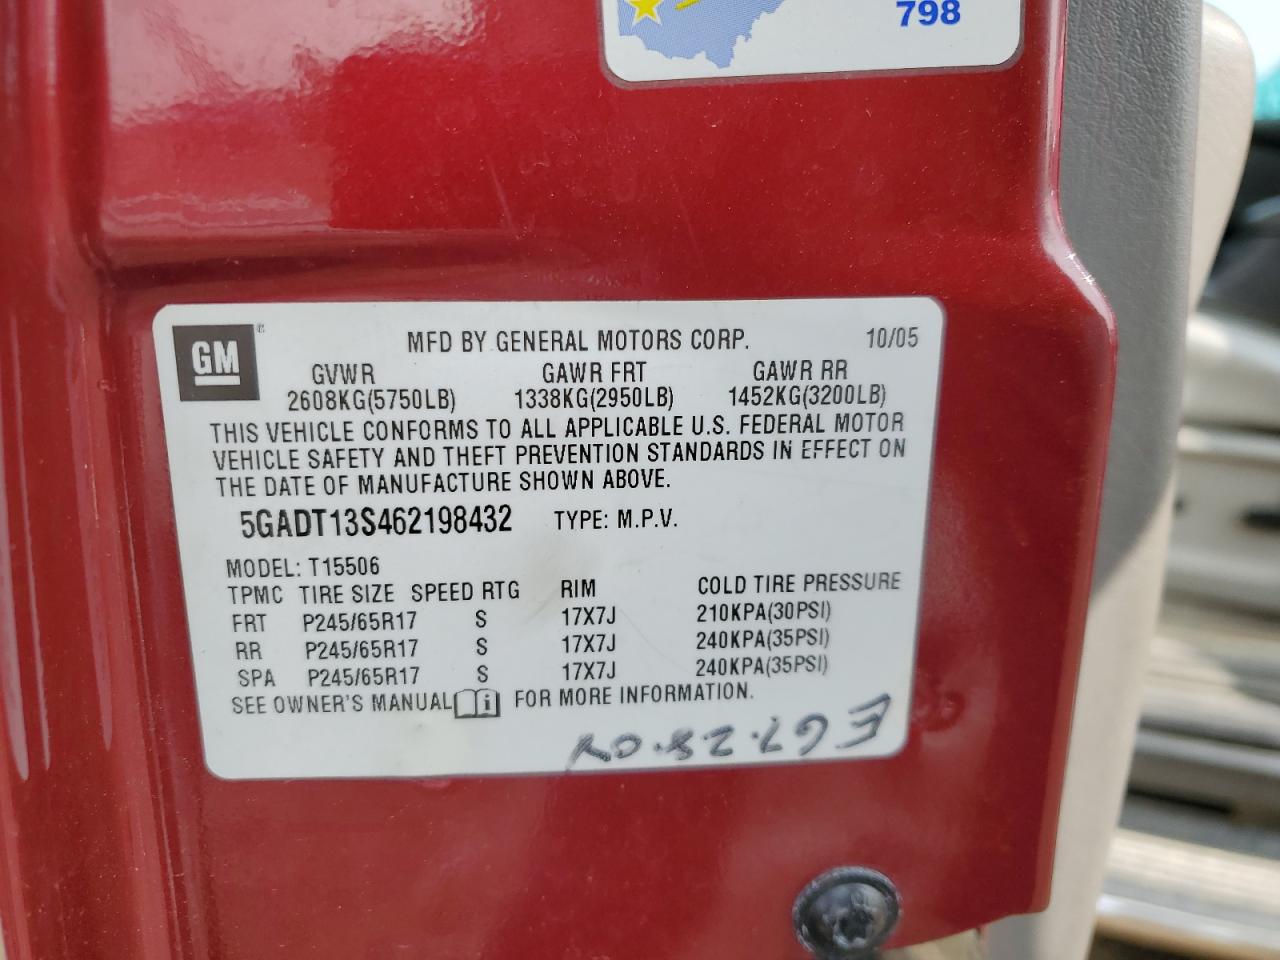 798
GM
®
MFD BY GENERAL MOTORS CORP. 10/05
GVWR GAWR FRT GAWR RR
2608KG(5750LB) 1338KG(2950LB) 1452KG(3200LB)
THIS VEHICLE CONFORMS TO ALL APPLICABLE U.S. FEDERAL MOTOR
VEHICLE SAFETY AND THEFT PREVENTION STANDARDS IN EFFECT ON
THE DATE OF MANUFACTURE SHOWN ABOVE.
5GADT13S462198432 TYPE: M.P.V.
MODEL: T15506
TPMC TIRE SIZE SPEED RTG RIM COLD TIRE PRESSURE
FRT P245/65R17 S 17X7J 210KPA(30PSI)
RR P245/65R17 S 17X7J 240KPA(35PSI)
SPA P245/65R17 S 17X7J 240KPA(35PSI)
SEE OWNER'S MANUAL i FOR MORE INFORMATION.